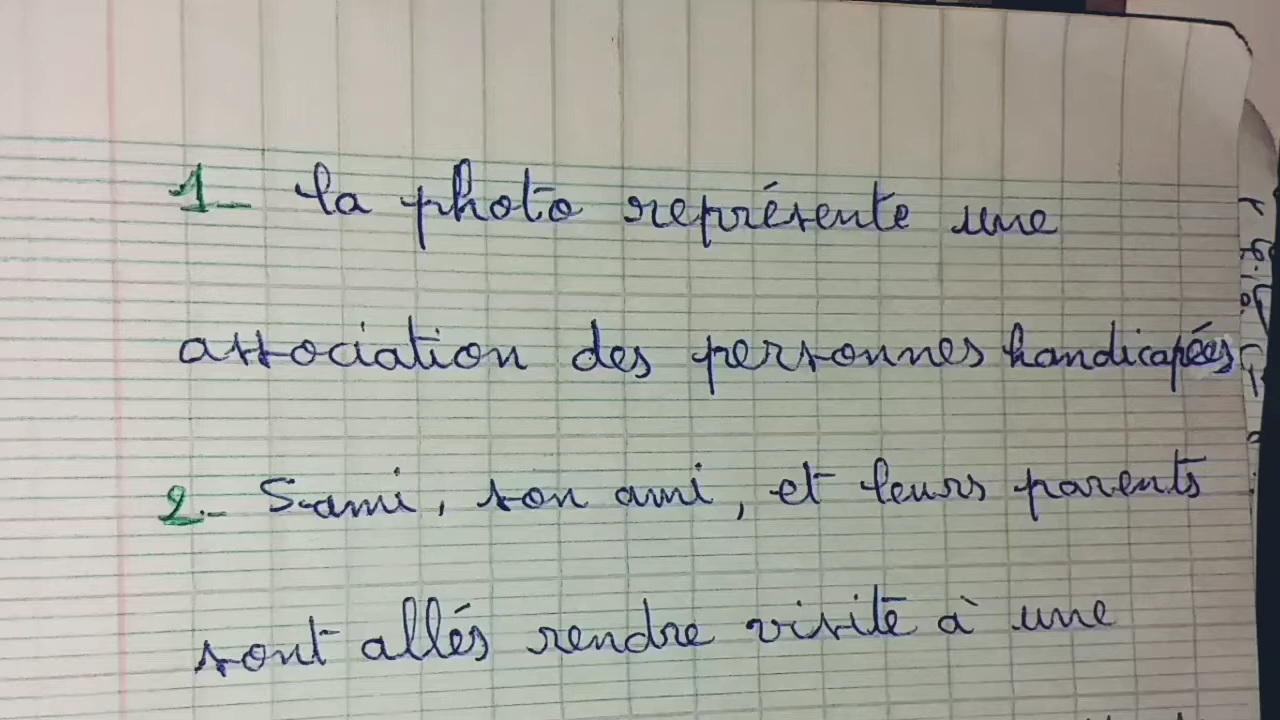 1_ la photo représente une
association des personnes handicapées
2._ Sami, son ami, et leurs parents
sont allés rendre visite à une